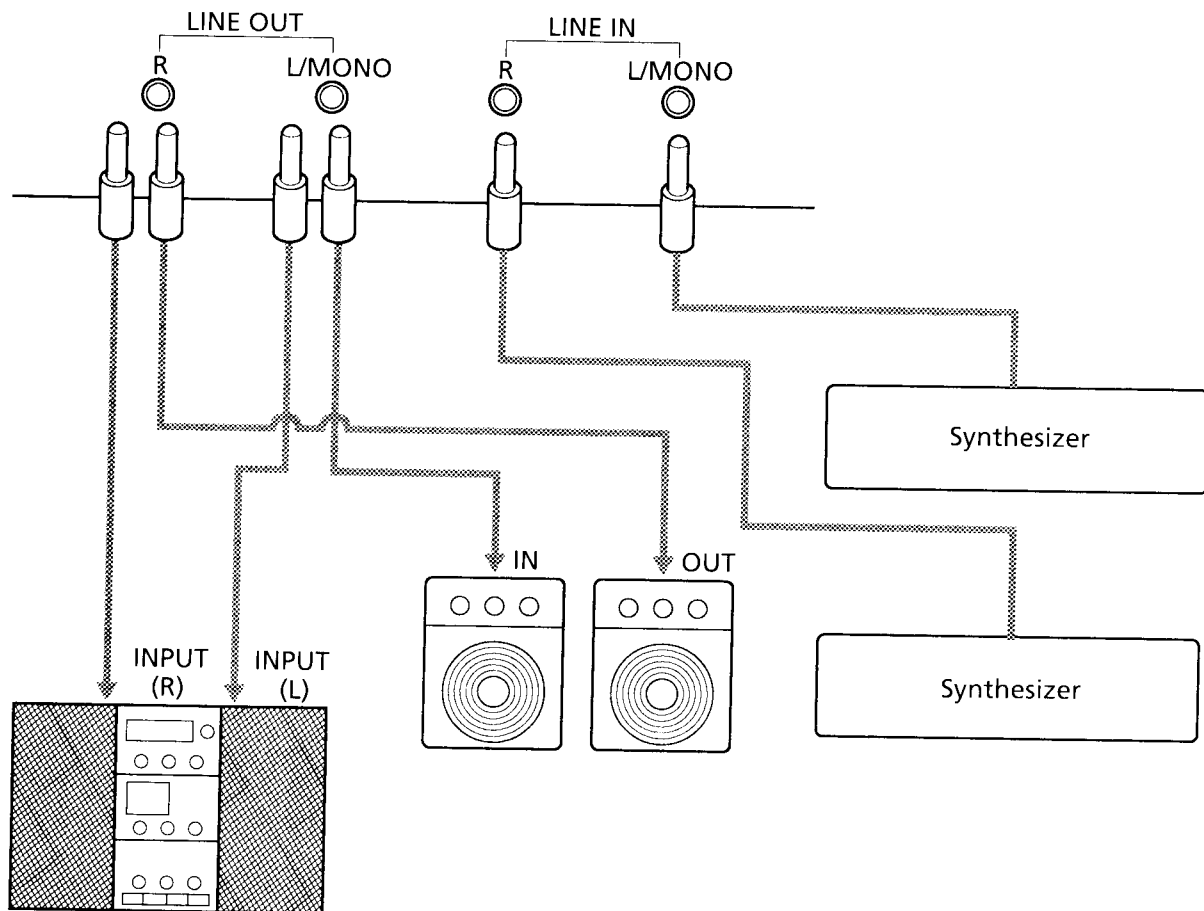 LINE OUT
LINE IN
R
L/MONO
R
L/MONO
Synthesizer
IN
OUT
INPUT
(R)
INPUT
(L)
Synthesizer